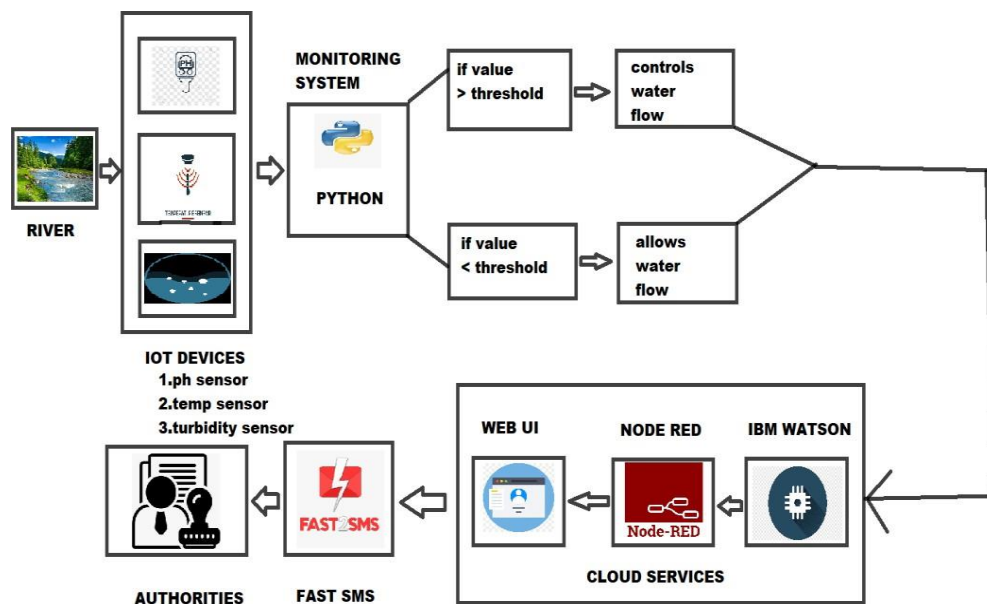 MONITORING
SYSTEM
if value
> threshold
controls
water
flow
PH
RIVER
PYTHON
if value
< threshold
allows
water
flow
IOT DEVICES
1.ph sensor
2.temp sensor
3.turbidity sensor
WEB UI
NODE RED
IBM WATSON
FAST2SMS
Node-RED
CLOUD SERVICES
AUTHORITIES
FAST SMS